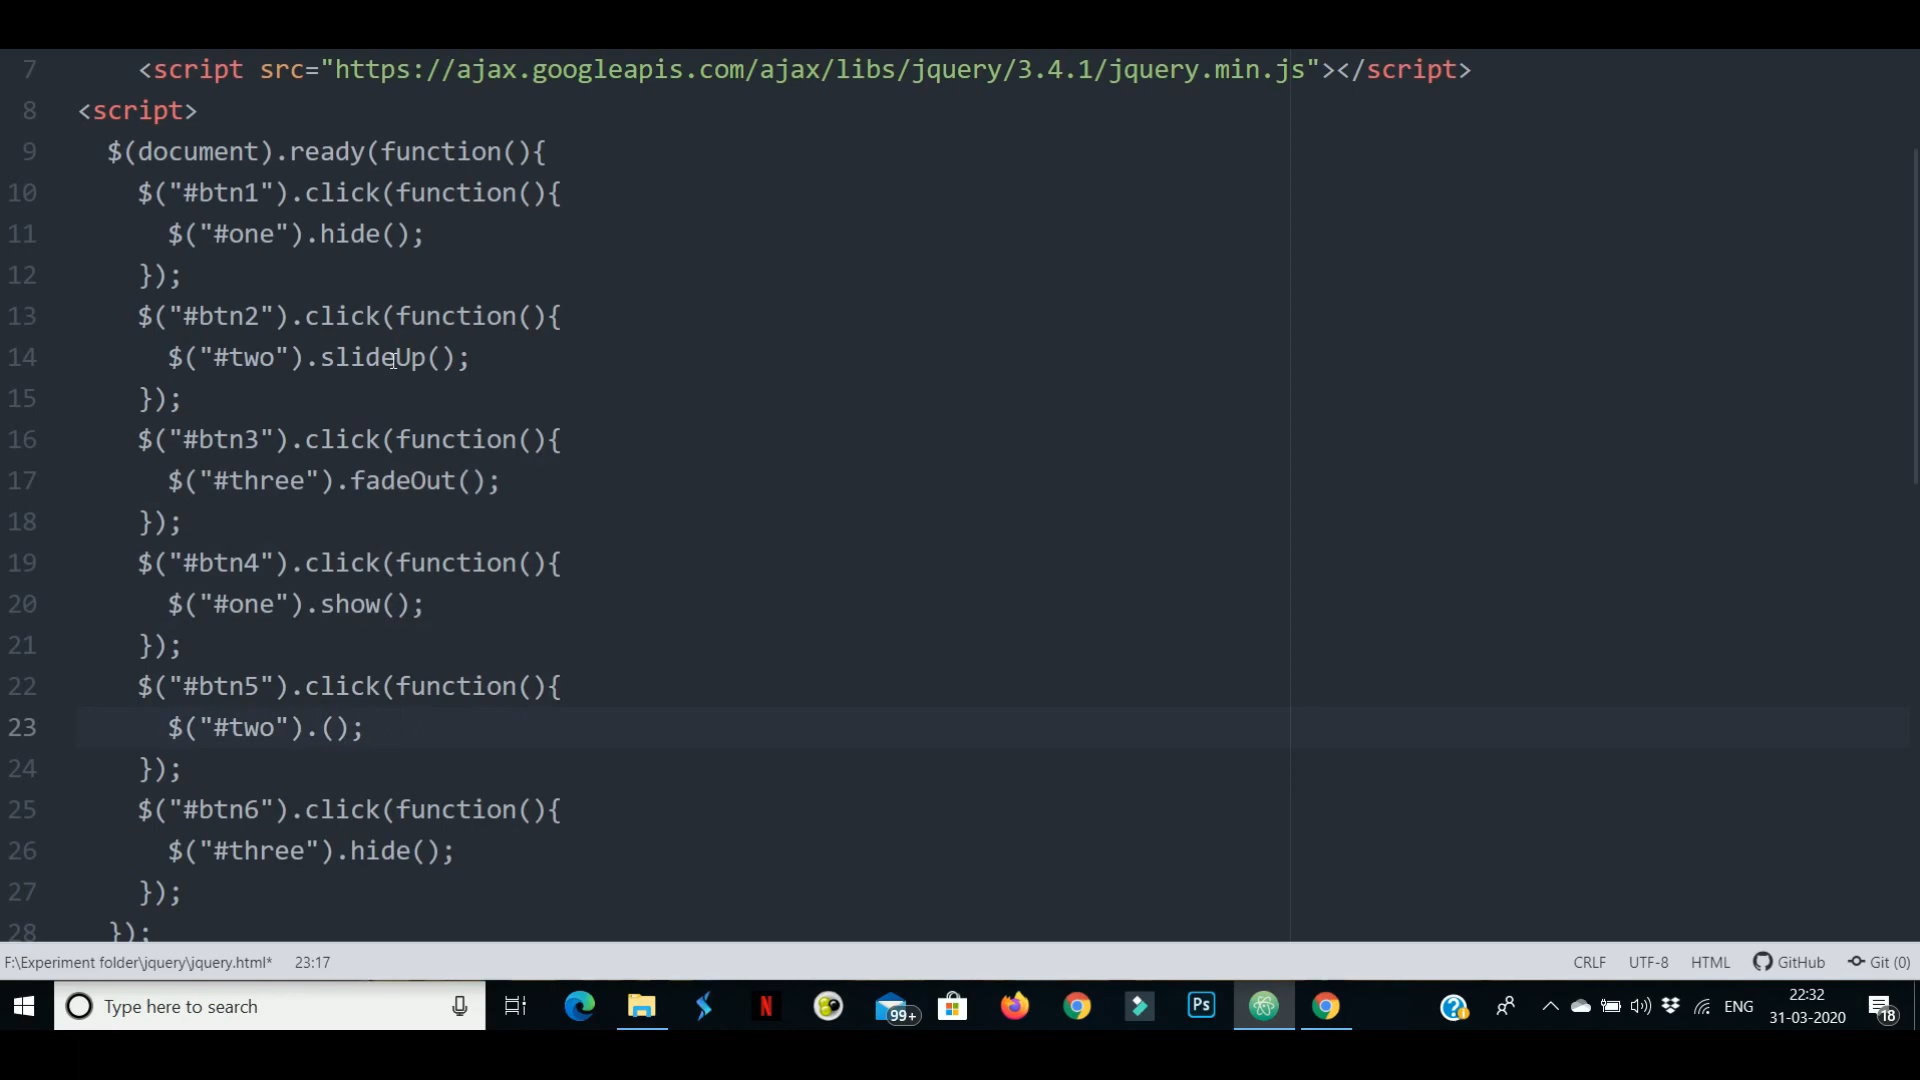 7 <script src="https://ajax.googleapis.com/ajax/libs/jquery/3.4.1/jquery.min.js"></script>
8 <script>
9 $(document).ready(function(){
10 $("#btn1").click(function(){
11 $("#one").hide();
12 });
13 $("#btn2").click(function(){
14 $("#two").slideUp();
15 });
16 $("#btn3").click(function(){
17 $("#three").fadeOut();
18 });
19 $("#btn4").click(function(){
20 $("#one").show();
21 });
22 $("#btn5").click(function(){
23 $("#two").();
24 });
25 $("#btn6").click(function(){
26 $("#three").hide();
27 });
28 });
F:\Experiment folder\jquery\jquery.html* 23:17 CRLF UTF-8 HTML GitHub Git (0)
Type here to search 99+ Ps ENG 22:32
31-03-2020 18